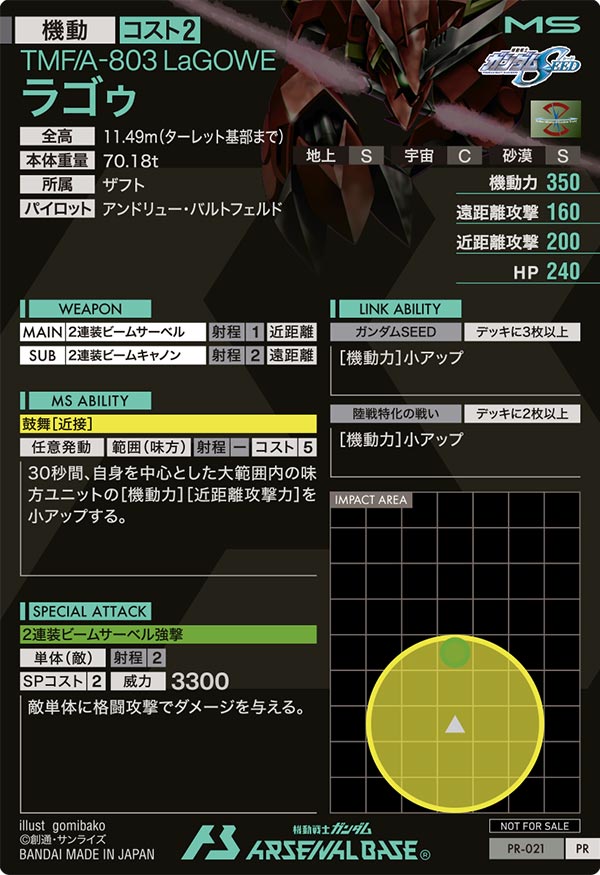 機動 コスト2 MS
TMF/A-803 LaGOWE
ラゴゥ
機動戦士 ガンダムSEED
全高 11.49m(ターレット基部まで)
本体重量 70.18t
所属 ザフト
パイロット アンドリュー・バルトフェルド
地上 S 宇宙 C 砂漠 S
機動力 350
遠距離攻撃 160
近距離攻撃 200
HP 240
WEAPON
MAIN 2連装ビームサーベル 射程 1 近距離
SUB 2連装ビームキャノン 射程 2 遠距離
MS ABILITY
鼓舞[近接]
任意発動 範囲(味方) 射程 ー コスト 5
30秒間、自身を中心とした大範囲内の味
方ユニットの[機動力][近距離攻撃力]を
小アップする。
SPECIAL ATTACK
2連装ビームサーベル強撃
単体(敵) 射程 2
SPコスト 2 威力 3300
敵単体に格闘攻撃でダメージを与える。
LINK ABILITY
ガンダムSEED デッキに3枚以上
[機動力]小アップ
陸戦特化の戦い デッキに2枚以上
[機動力]小アップ
IMPACT AREA
illust gomibako
©創通・サンライズ
BANDAI MADE IN JAPAN
機動戦士ガンダム
ARSENAL BASE®
NOT FOR SALE
PR-021 PR